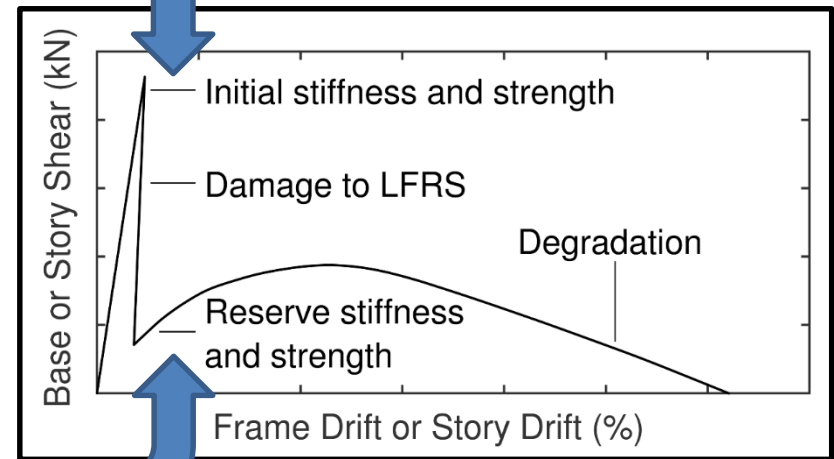 Base or Story Shear (kN)
Initial stiffness and strength
Damage to LFRS
Degradation
Reserve stiffness
and strength
Frame Drift or Story Drift (%)